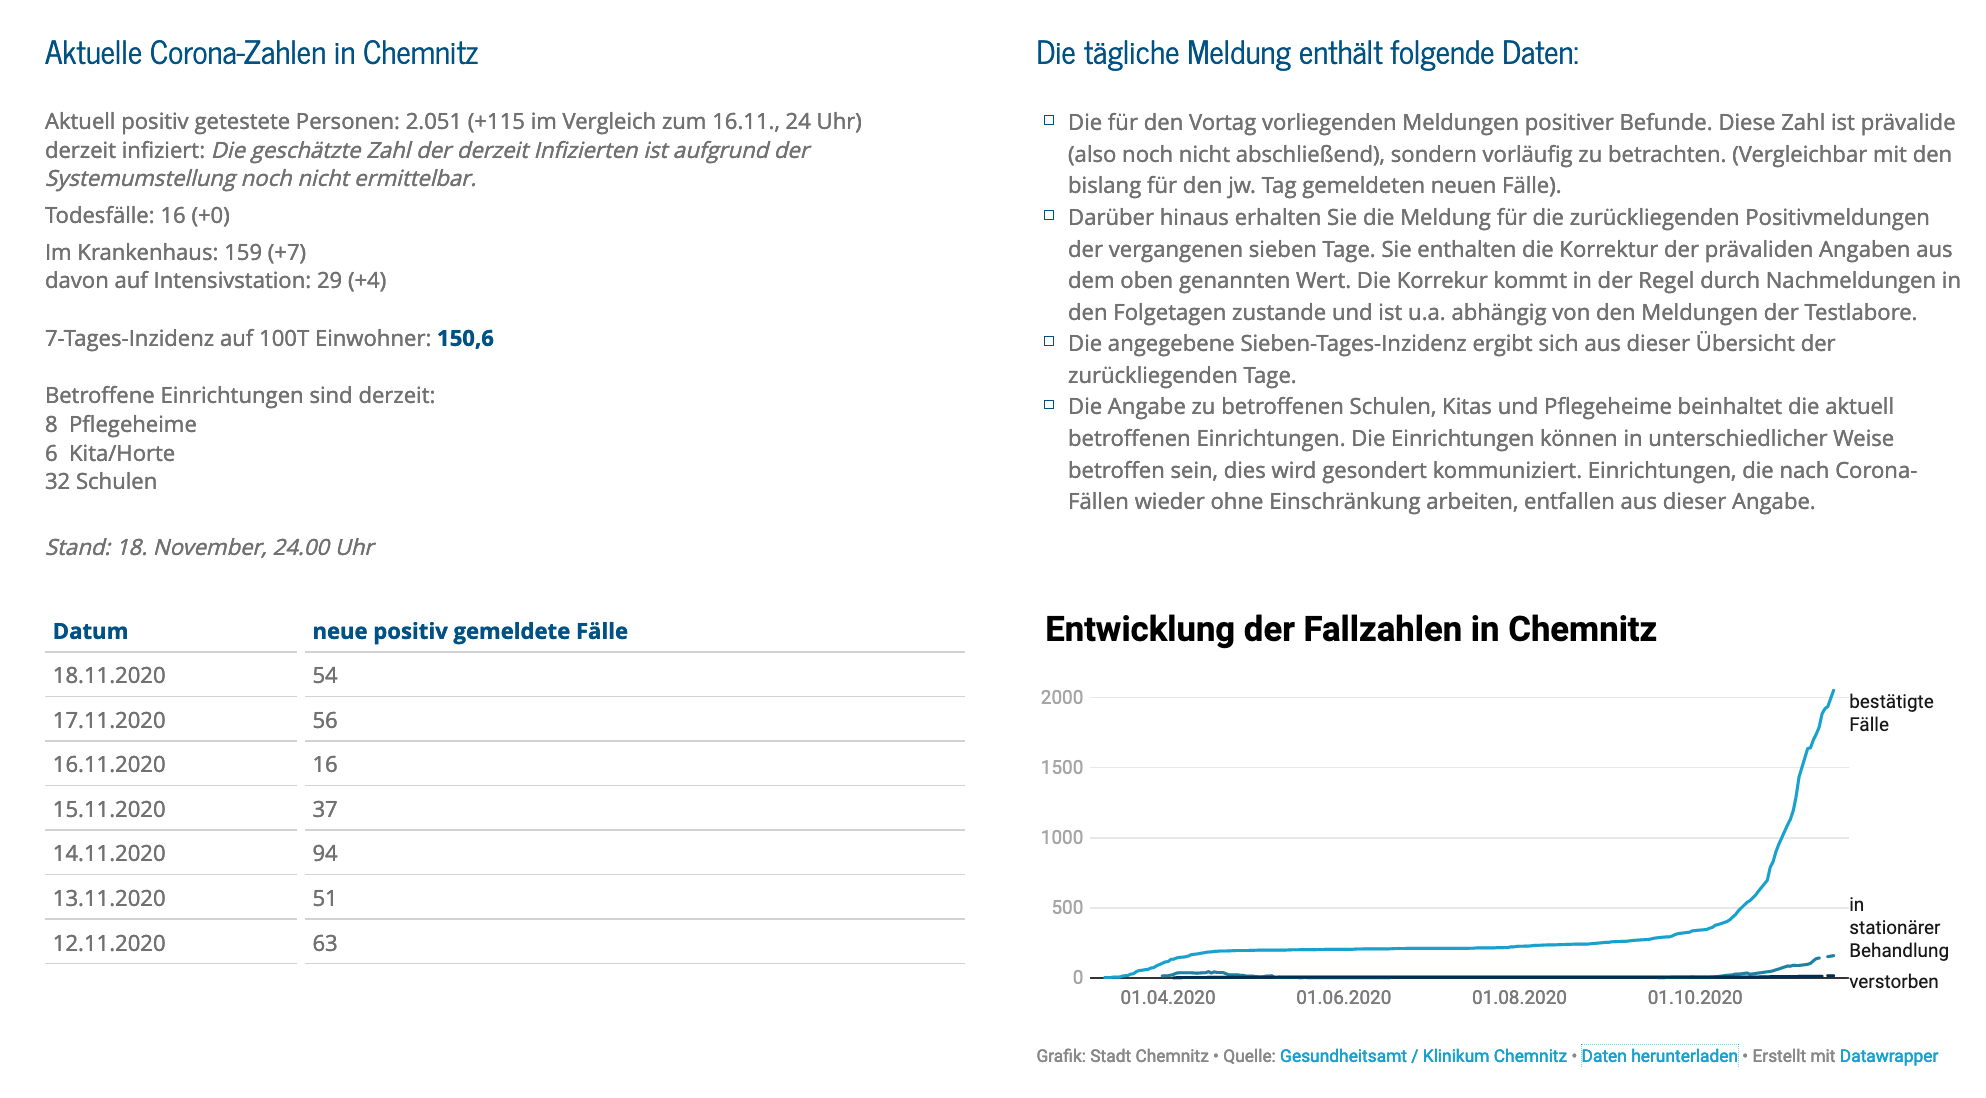 Aktuelle Corona-Zahlen in Chemnitz
Aktuell positiv getestete Personen: 2.051 (+115 im Vergleich zum 16.11., 24 Uhr)
derzeit infiziert: Die geschätzte Zahl der derzeit Infizierten ist aufgrund der
Systemumstellung noch nicht ermittelbar.
Todesfälle: 16 (+0)
Im Krankenhaus: 159 (+7)
davon auf Intensivstation: 29 (+4)
7-Tages-Inzidenz auf 100T Einwohner: 150,6
Betroffene Einrichtungen sind derzeit:
8 Pflegeheime
6 Kita/Horte
32 Schulen
Stand: 18. November, 24.00 Uhr
Datum neue positiv gemeldete Fälle
18.11.2020 54
17.11.2020 56
16.11.2020 16
15.11.2020 37
14.11.2020 94
13.11.2020 51
12.11.2020 63
Die tägliche Meldung enthält folgende Daten:
Die für den Vortag vorliegenden Meldungen positiver Befunde. Diese Zahl ist prävalide
(also noch nicht abschließend), sondern vorläufig zu betrachten. (Vergleichbar mit den
bislang für den jw. Tag gemeldeten neuen Fälle).
Darüber hinaus erhalten Sie die Meldung für die zurückliegenden Positivmeldungen
der vergangenen sieben Tage. Sie enthalten die Korrektur der prävaliden Angaben aus
dem oben genannten Wert. Die Korrekur kommt in der Regel durch Nachmeldungen in
den Folgetagen zustande und ist u.a. abhängig von den Meldungen der Testlabore.
Die angegebene Sieben-Tages-Inzidenz ergibt sich aus dieser Übersicht der
zurückliegenden Tage.
Die Angabe zu betroffenen Schulen, Kitas und Pflegeheime beinhaltet die aktuell
betroffenen Einrichtungen. Die Einrichtungen können in unterschiedlicher Weise
betroffen sein, dies wird gesondert kommuniziert. Einrichtungen, die nach Corona-
Fällen wieder ohne Einschränkung arbeiten, entfallen aus dieser Angabe.
Entwicklung der Fallzahlen in Chemnitz
2000
1500
1000
500
0
bestätigte
Fälle
in
stationärer
Behandlung
verstorben
01.04.2020 01.06.2020 01.08.2020 01.10.2020
Grafik: Stadt Chemnitz • Quelle: Gesundheitsamt / Klinikum Chemnitz • Daten herunterladen • Erstellt mit Datawrapper